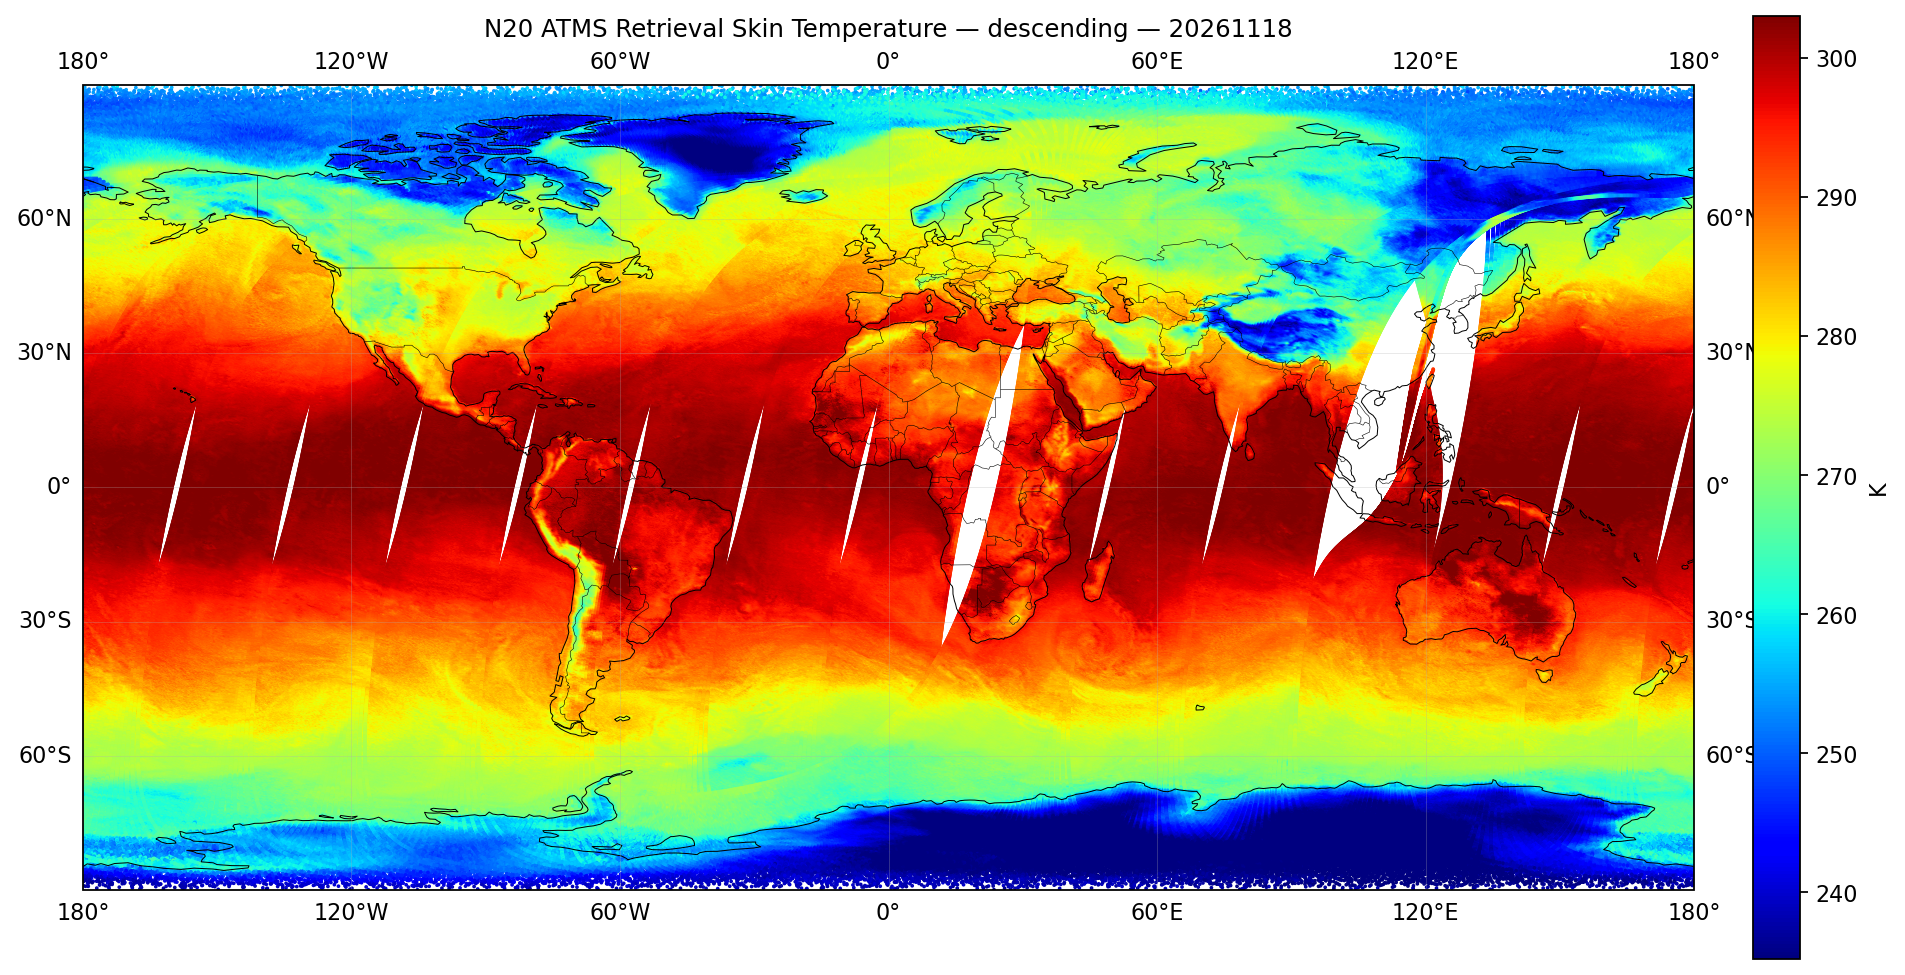 N20 ATMS Retrieval Skin Temperature — descending — 20261118
180° 120°W 60°W 0° 60°E 120°E 180°
300
290
280
270
260
250
240
K
60°N 60°N
30°N 30°N
0° 0°
30°S 30°S
60°S 60°S
180° 120°W 60°W 0° 60°E 120°E 180°